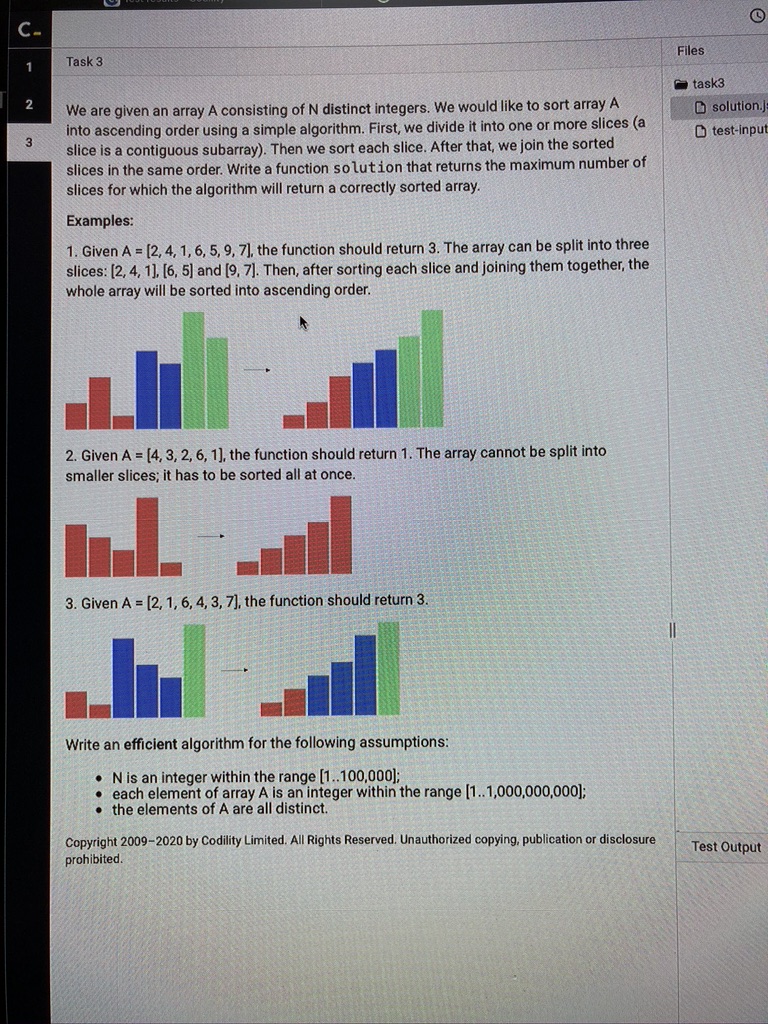 C_
Task 3
Files
1
2
3
task3
solution.js
test-input
We are given an array A consisting of N distinct integers. We would like to sort array A
into ascending order using a simple algorithm. First, we divide it into one or more slices (a
slice is a contiguous subarray). Then we sort each slice. After that, we join the sorted
slices in the same order. Write a function solution that returns the maximum number of
slices for which the algorithm will return a correctly sorted array.
Examples:
1. Given A = [2, 4, 1, 6, 5, 9, 7], the function should return 3. The array can be split into three
slices: [2, 4, 1], [6, 5] and [9, 7]. Then, after sorting each slice and joining them together, the
whole array will be sorted into ascending order.
2. Given A = [4, 3, 2, 6, 1], the function should return 1. The array cannot be split into
smaller slices; it has to be sorted all at once.
3. Given A = [2, 1, 6, 4, 3, 7], the function should return 3.
Write an efficient algorithm for the following assumptions:
• N is an integer within the range [1..100,000];
• each element of array A is an integer within the range [1..1,000,000,000];
• the elements of A are all distinct.
Copyright 2009–2020 by Codility Limited. All Rights Reserved. Unauthorized copying, publication or disclosure
prohibited.
Test Output